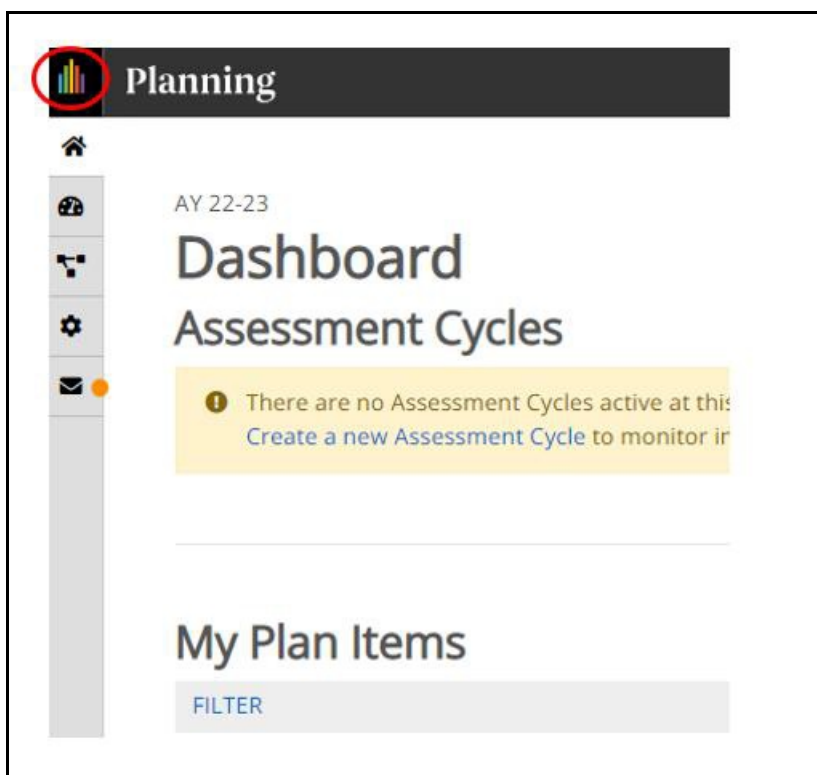 Planning
AY 22-23
Dashboard
Assessment Cycles
There are no Assessment Cycles active at this
Create a new Assessment Cycle to monitor
My Plan Items
FILTER